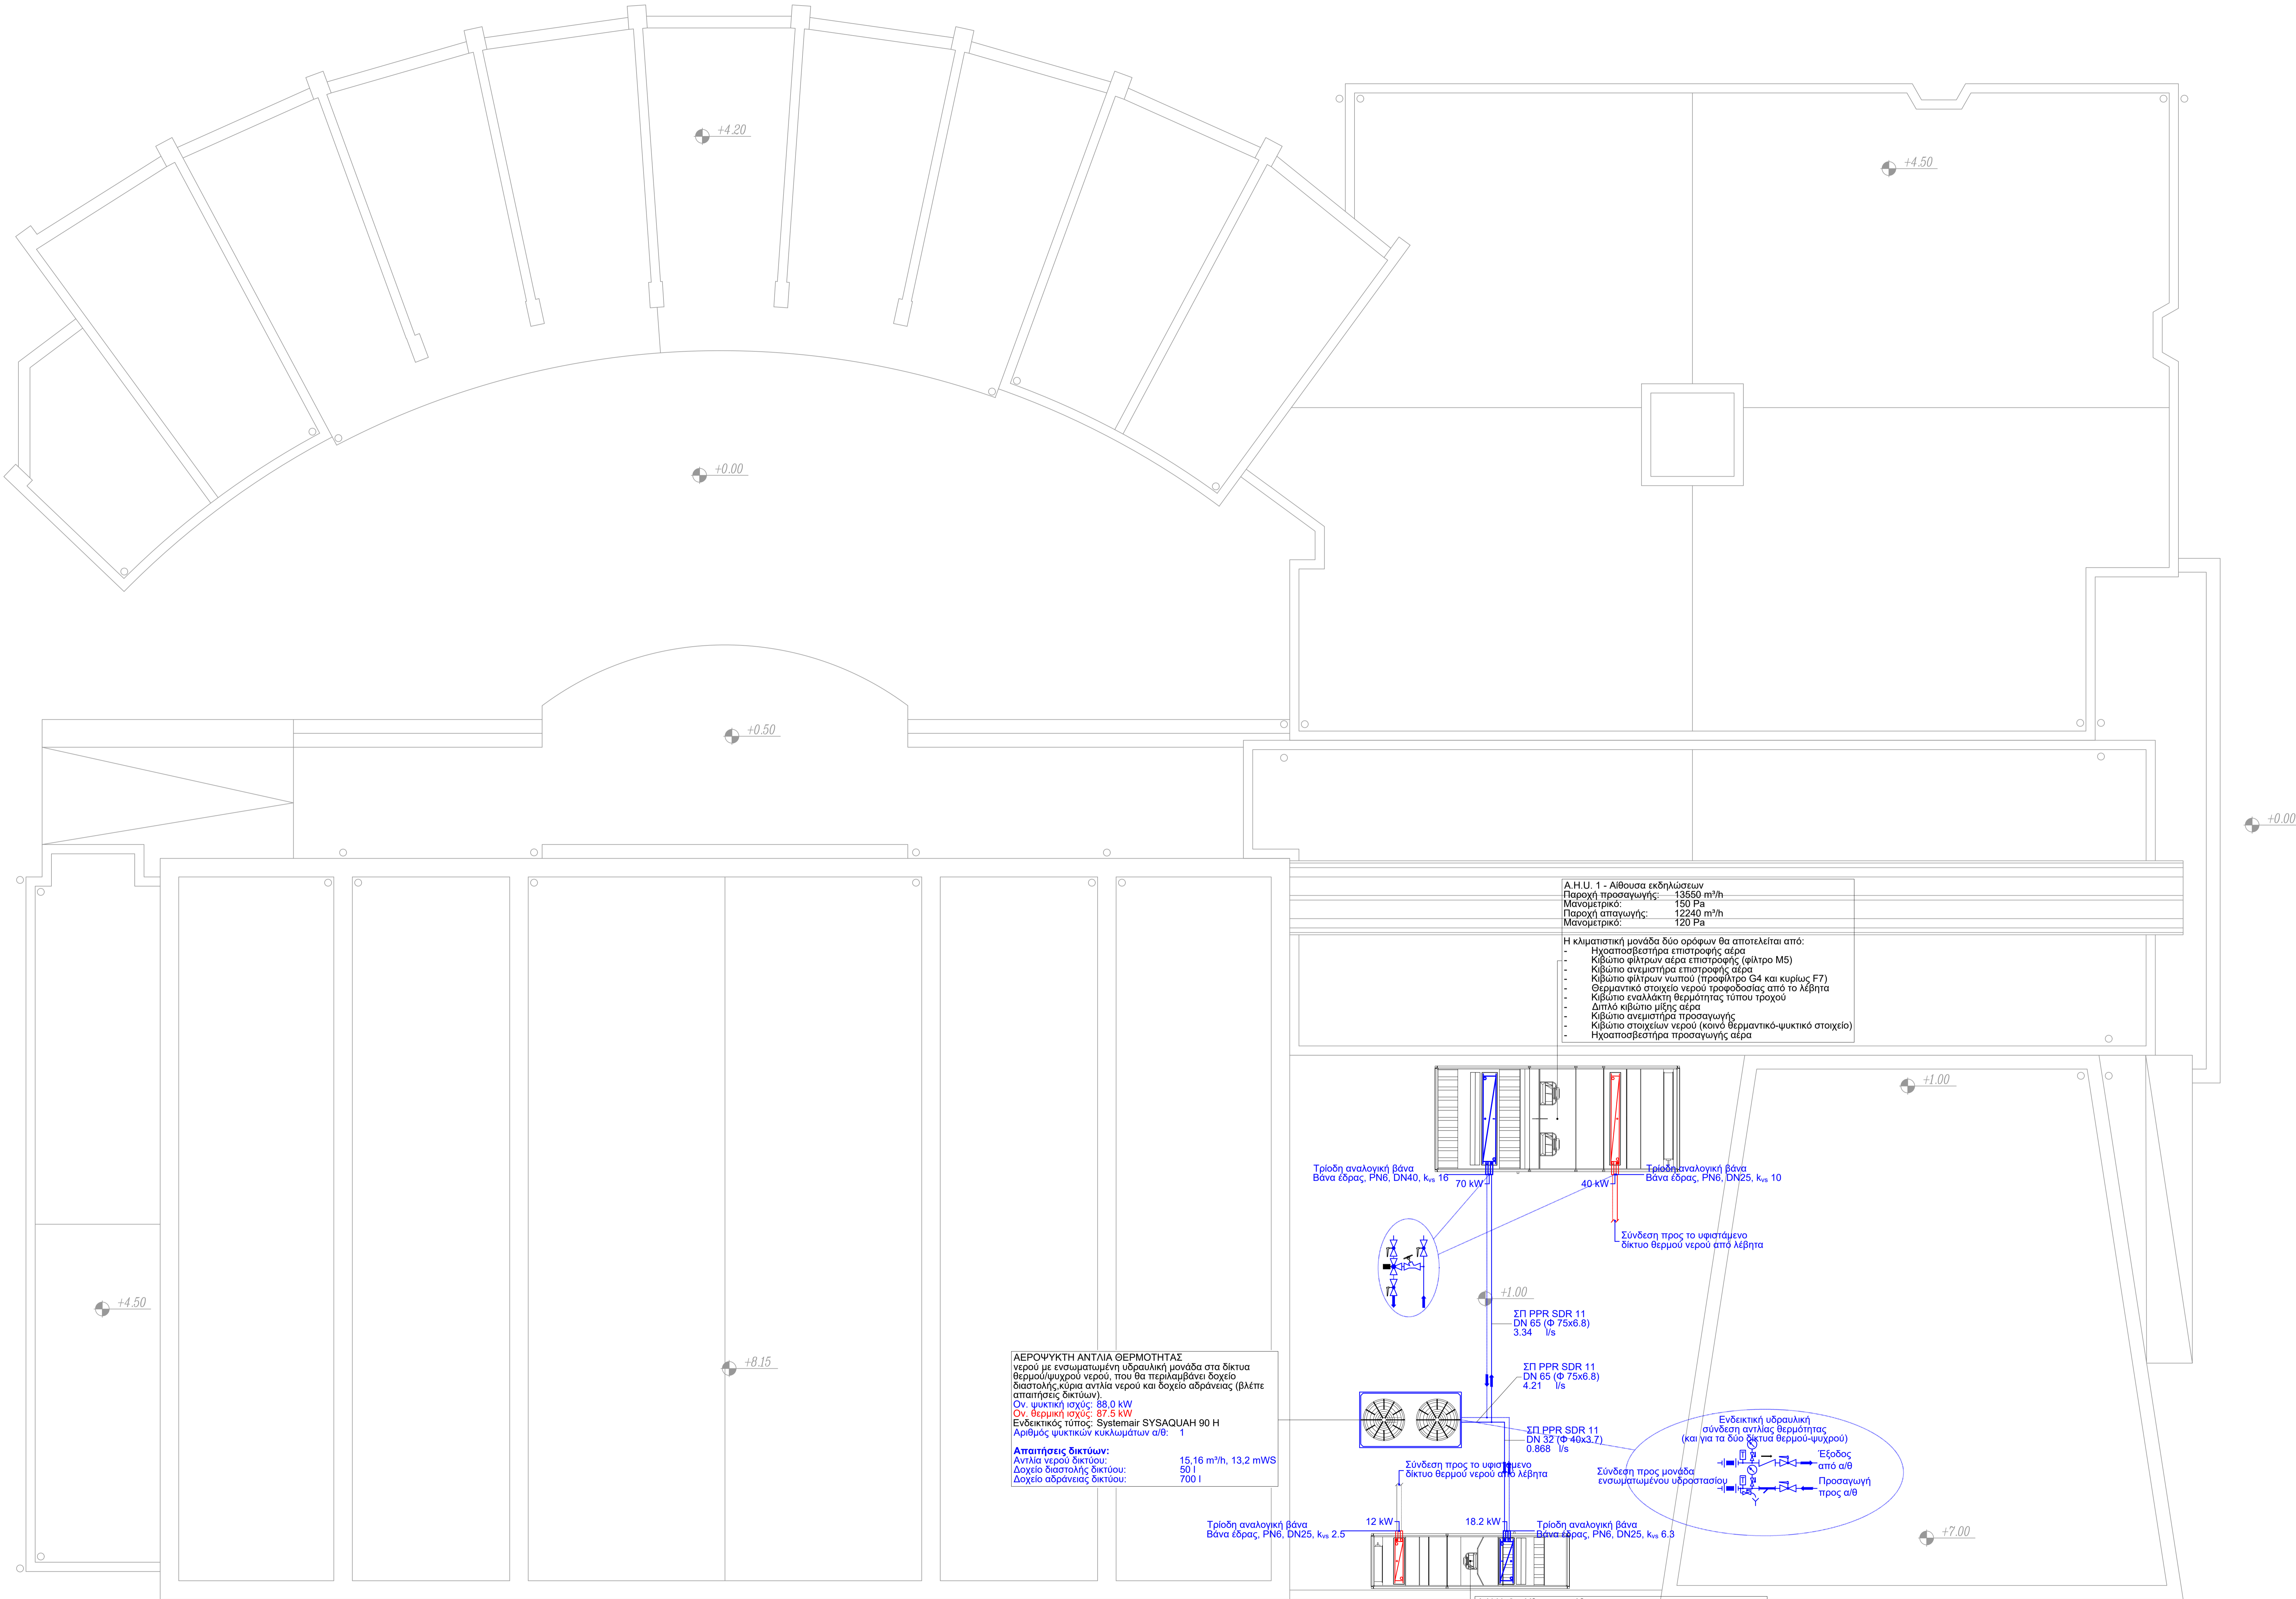 +4.20
+4.50
+0.00
+0.50
+0.00
A.H.U. 1 - Αίθουσα εκδηλώσεων
Παροχή προσαγωγής: 13550 m³/h
Μανομετρικό: 150 Pa
Παροχή απαγωγής: 12240 m³/h
Μανομετρικό: 120 Pa
Η κλιματιστική μονάδα δύο ορόφων θα αποτελείται από:
- Ηχοαποσβεστήρα επιστροφής αέρα
- Κιβώτιο φίλτρων αέρα επιστροφής (φίλτρο M5)
- Κιβώτιο ανεμιστήρα επιστροφής αέρα
- Κιβώτιο φίλτρων νωπού (προφίλτρο G4 και κυρίως F7)
- Θερμαντικό στοιχείο νερού τροφοδοσίας από το λέβητα
- Κιβώτιο εναλλάκτη θερμότητας τύπου τροχού
- Διπλό κιβώτιο μίξης αέρα
- Κιβώτιο ανεμιστήρα προσαγωγής
- Κιβώτιο στοιχείων νερού (κοινό θερμαντικό-ψυκτικό στοιχείο)
- Ηχοαποσβεστήρα προσαγωγής αέρα
+1.00
Τρίοδη αναλογική βάνα
Βάνα έδρας, PN6, DN40, kvs 16
70 kW
40 kW
Τρίοδη αναλογική βάνα
Βάνα έδρας, PN6, DN25, kvs 10
Σύνδεση προς το υφιστάμενο
δίκτυο θερμού νερού από λέβητα
+4.50
+1.00
ΣΠ PPR SDR 11
DN 65 (Φ 75x6.8)
3.34 l/s
+8.15
ΑΕΡΟΨΥΚΤΗ ΑΝΤΛΙΑ ΘΕΡΜΟΤΗΤΑΣ
νερού με ενσωματωμένη υδραυλική μονάδα στα δίκτυα
θερμού/ψυχρού νερού, που θα περιλαμβάνει δοχείο
διαστολής,κύρια αντλία νερού και δοχείο αδράνειας (βλέπε
απαιτήσεις δικτύων).
Ον. ψυκτική ισχύς: 88,0 kW
Ον. θερμική ισχύς: 87,5 kW
Ενδεικτικός τύπος: Systemair SYSAQUAH 90 H
Αριθμός ψυκτικών κυκλωμάτων α/θ: 1
Απαιτήσεις δικτύων:
Αντλία νερού δικτύου: 15,16 m³/h, 13,2 mWS
Δοχείο διαστολής δικτύου: 50 l
Δοχείο αδράνειας δικτύου: 700 l
ΣΠ PPR SDR 11
DN 65 (Φ 75x6.8)
4.21 l/s
ΣΠ PPR SDR 11
DN 32 (Φ 40x3.7)
0.868 l/s
Σύνδεση προς το υφιστάμενο
δίκτυο θερμού νερού από λέβητα
Ενδεικτική υδραυλική
σύνδεση αντλίας θερμότητας
(και για τα δύο δίκτυα θερμού-ψυχρού)
Έξοδος
από α/θ
Σύνδεση προς μονάδα
ενσωματωμένου υδροστασίου
T
T
Προσαγωγή
προς α/θ
Τρίοδη αναλογική βάνα
Βάνα έδρας, PN6, DN25, kvs 2.5
12 kW
18.2 kW
Τρίοδη αναλογική βάνα
Βάνα έδρας, PN6, DN25, kvs 6.3
+7.00